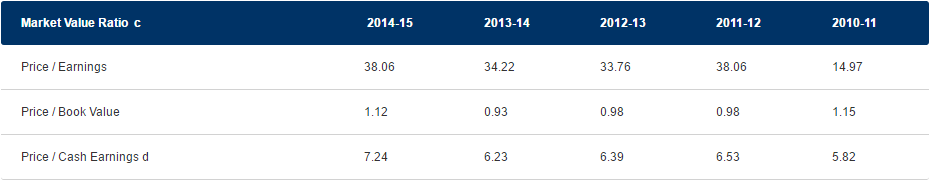 Market Value Ratio c 2014-15 2013-14 2012-13 2011-12 2010-11
Price / Earnings 38.06 34.22 33.76 38.06 14.97
Price / Book Value 1.12 0.93 0.98 0.98 1.15
Price / Cash Earnings d 7.24 6.23 6.39 6.53 5.82